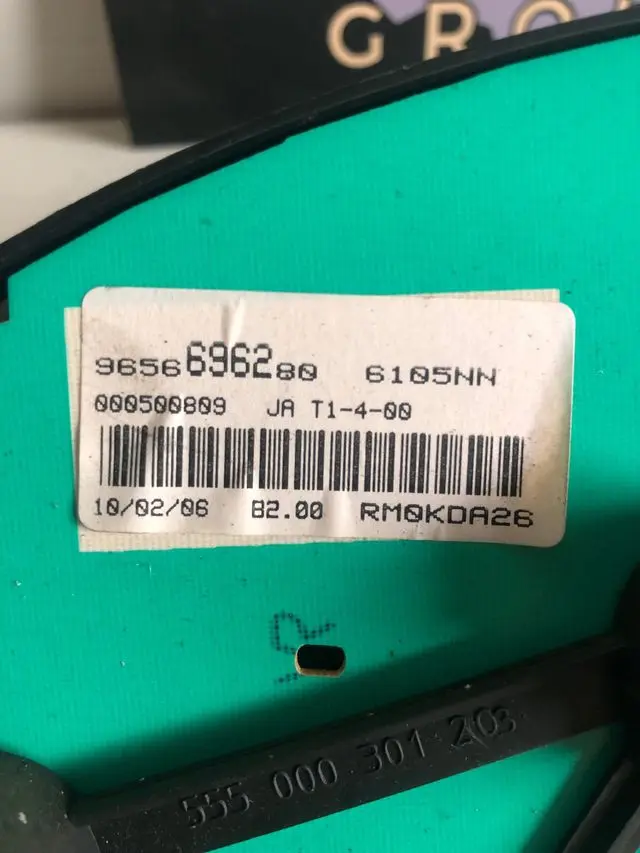 GRO
9656696280 6105NN
000500809 JA T1-4-00
10/02/06 B2.00 RM0KDA26
555 000 301 203